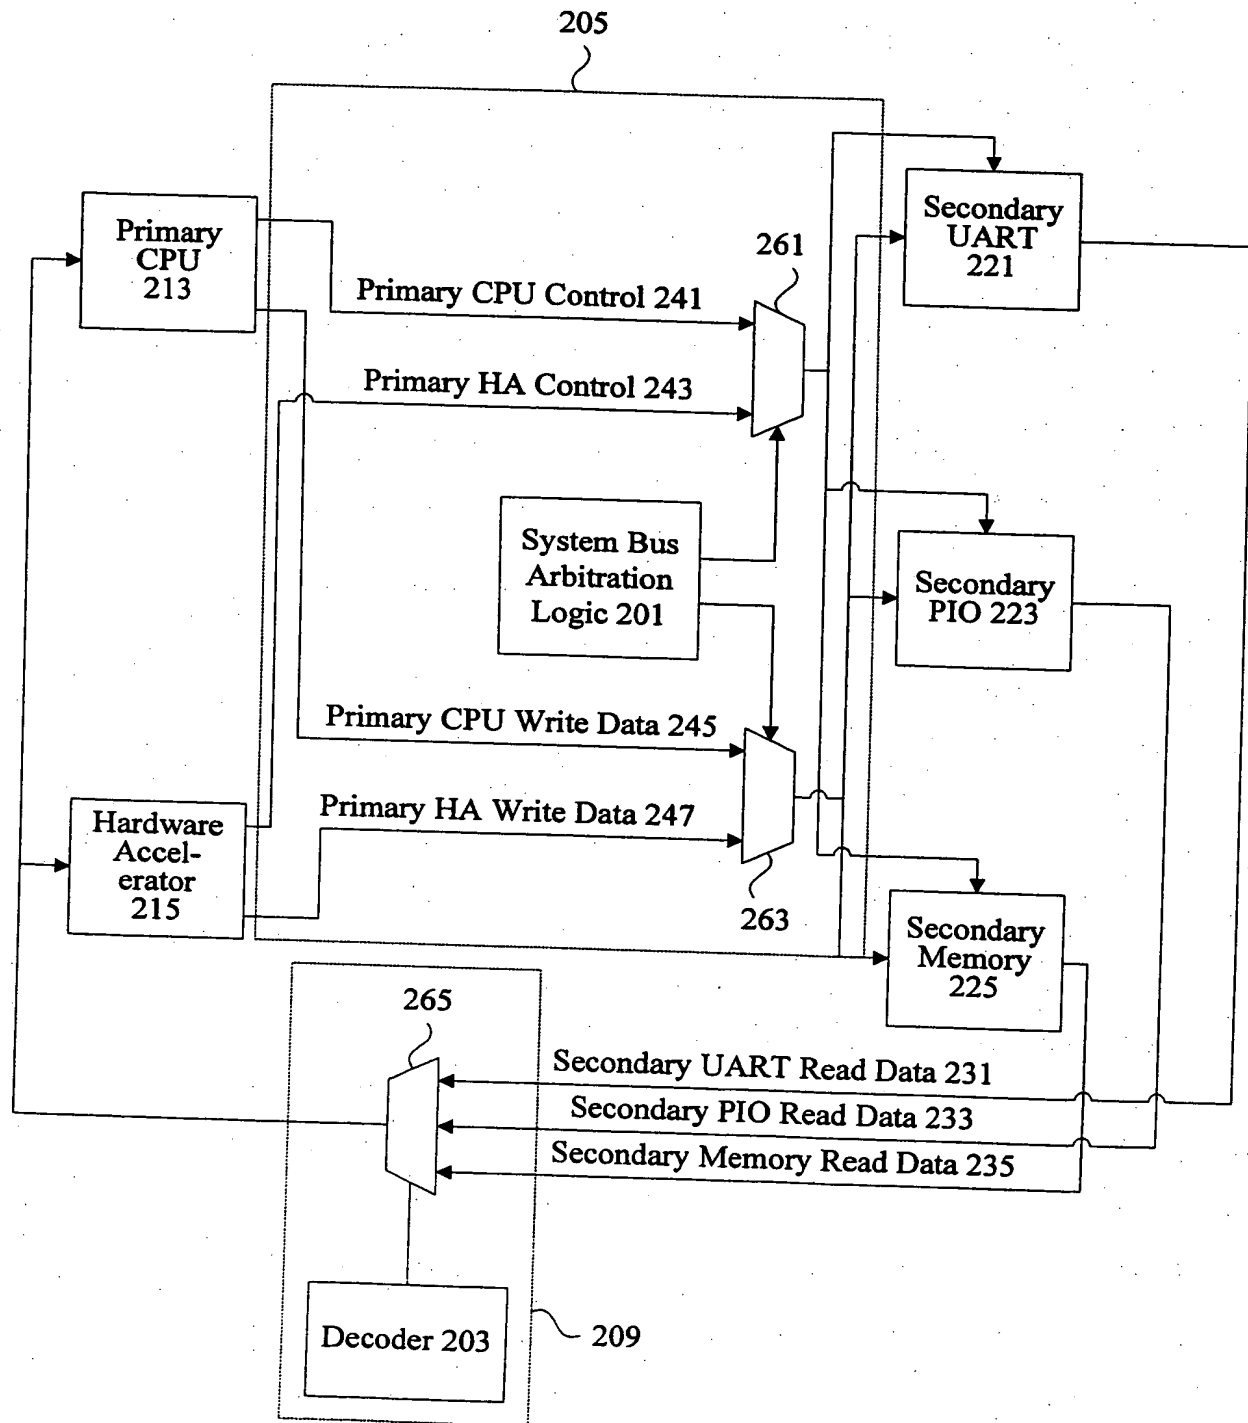 205
Primary
CPU
213
Secondary
UART
221
261
Primary CPU Control 241
Primary HA Control 243
System Bus
Arbitration
Logic 201
Secondary
PIO 223
Primary CPU Write Data 245
Primary HA Write Data 247
Hardware
Accel-
erator
215
263
Secondary
Memory
225
265
Secondary UART Read Data 231
Secondary PIO Read Data 233
Secondary Memory Read Data 235
Decoder 203
209